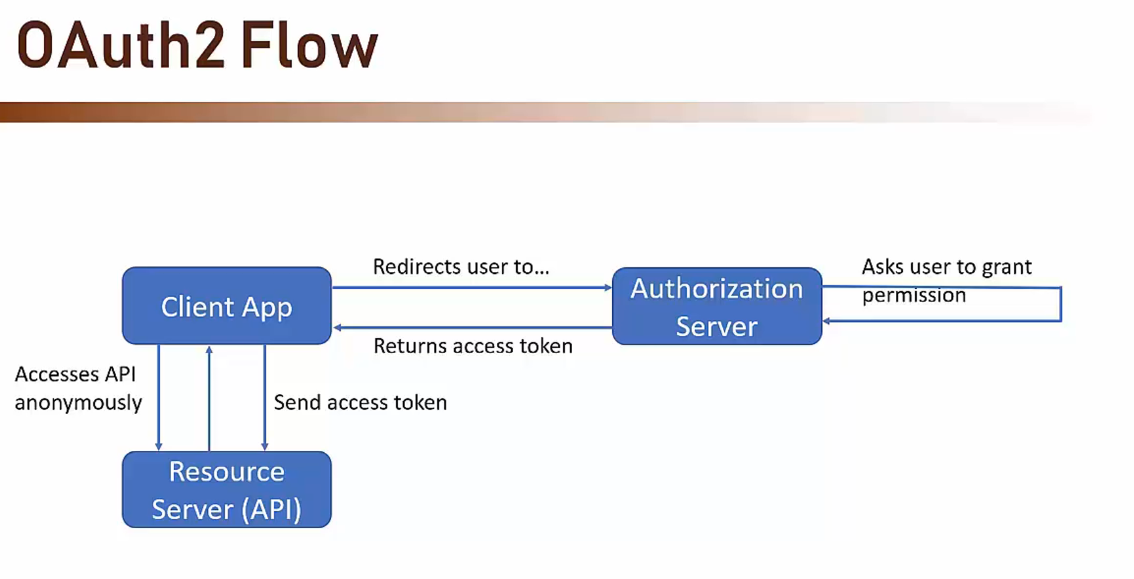 OAuth2 Flow
Redirects user to...
Asks user to grant
permission
Client App
Authorization
Server
Returns access token
Accesses API
anonymously
Send access token
Resource
Server (API)